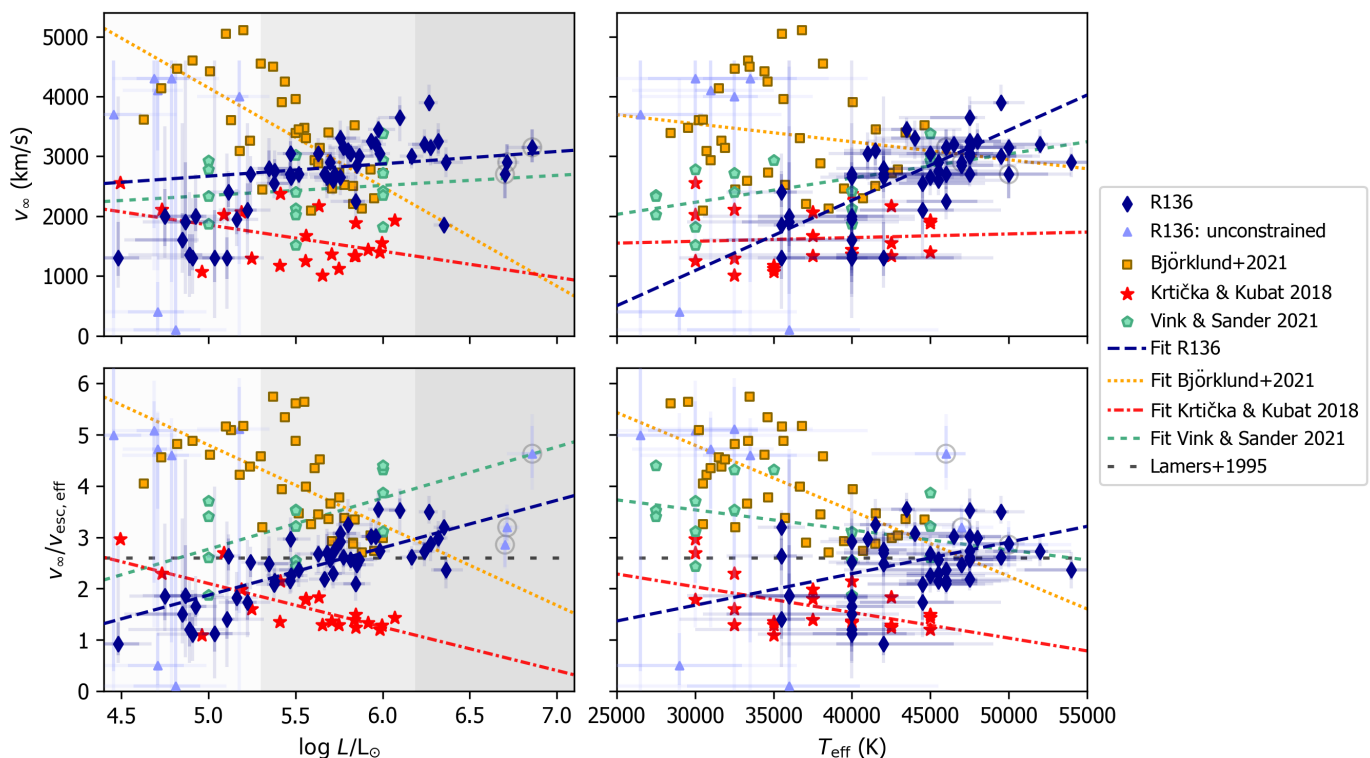 5000
4000
3000
2000
1000
0
v∞ (km/s)
6
5
4
3
2
1
0
v∞/vesc, eff
4.5 5.0 5.5 6.0 6.5 7.0
log L/L☉
25000 30000 35000 40000 45000 50000 55000
Teff (K)
R136
R136: unconstrained
Björklund+2021
Krtička & Kubat 2018
Vink & Sander 2021
Fit R136
Fit Björklund+2021
Fit Krtička & Kubat 2018
Fit Vink & Sander 2021
Lamers+1995